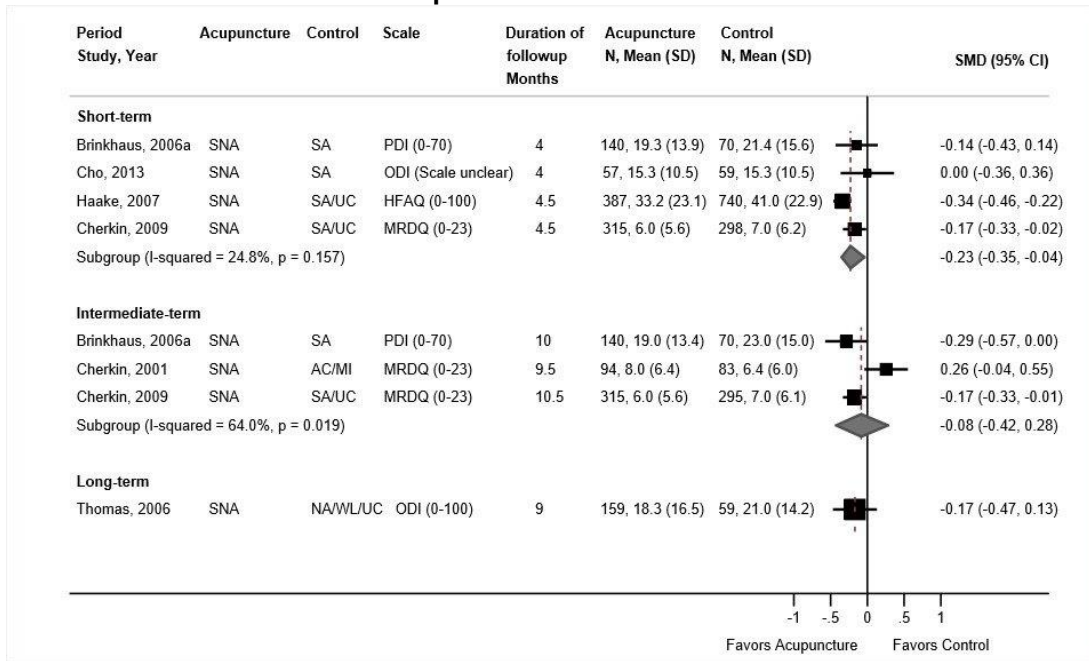 Period Acupuncture Control Scale Duration of Acupuncture Control
Study, Year followup N, Mean (SD) N, Mean (SD) SMD (95% CI)
Months
Short-term
Brinkhaus, 2006a SNA SA PDI (0-70) 4 140, 19.3 (13.9) 70, 21.4 (15.6) -0.14 (-0.43, 0.14)
Cho, 2013 SNA SA ODI (Scale unclear) 4 57, 15.3 (10.5) 59, 15.3 (10.5) 0.00 (-0.36, 0.36)
Haake, 2007 SNA SA/UC HFAQ (0-100) 4.5 387, 33.2 (23.1) 740, 41.0 (22.9) -0.34 (-0.46, -0.22)
Cherkin, 2009 SNA SA/UC MRDQ (0-23) 4.5 315, 6.0 (5.6) 298, 7.0 (6.2) -0.17 (-0.33, -0.02)
Subgroup (I-squared = 24.8%, p = 0.157) -0.23 (-0.35, -0.04)
Intermediate-term
Brinkhaus, 2006a SNA SA PDI (0-70) 10 140, 19.0 (13.4) 70, 23.0 (15.0) -0.29 (-0.57, 0.00)
Cherkin, 2001 SNA AC/MI MRDQ (0-23) 9.5 94, 8.0 (6.4) 83, 6.4 (6.0) 0.26 (-0.04, 0.55)
Cherkin, 2009 SNA SA/UC MRDQ (0-23) 10.5 315, 6.0 (5.6) 295, 7.0 (6.1) -0.17 (-0.33, -0.01)
Subgroup (I-squared = 64.0%, p = 0.019) -0.08 (-0.42, 0.28)
Long-term
Thomas, 2006 SNA NA/WL/UC ODI (0-100) 9 159, 18.3 (16.5) 59, 21.0 (14.2) -0.17 (-0.47, 0.13)
-1 -.5 0 .5 1
Favors Acupuncture Favors Control